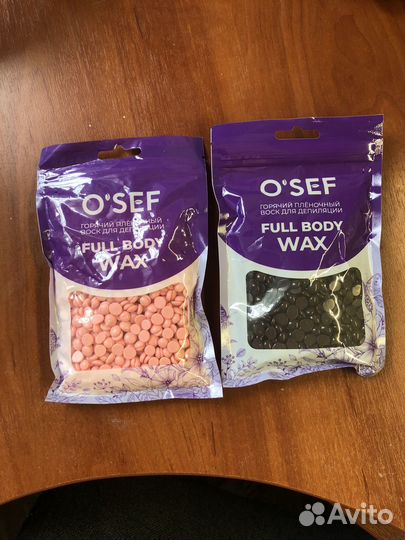 O'SEF
ГОРЯЧИЙ ПЛЁНОЧНЫЙ
ВОСК ДЛЯ ДЕПИЛЯЦИИ
FULL BODY
WAX
O'SEF
ГОРЯЧИЙ ПЛЁНОЧНЫЙ
ВОСК ДЛЯ ДЕПИЛЯЦИИ
FULL BODY
WAX
Avito